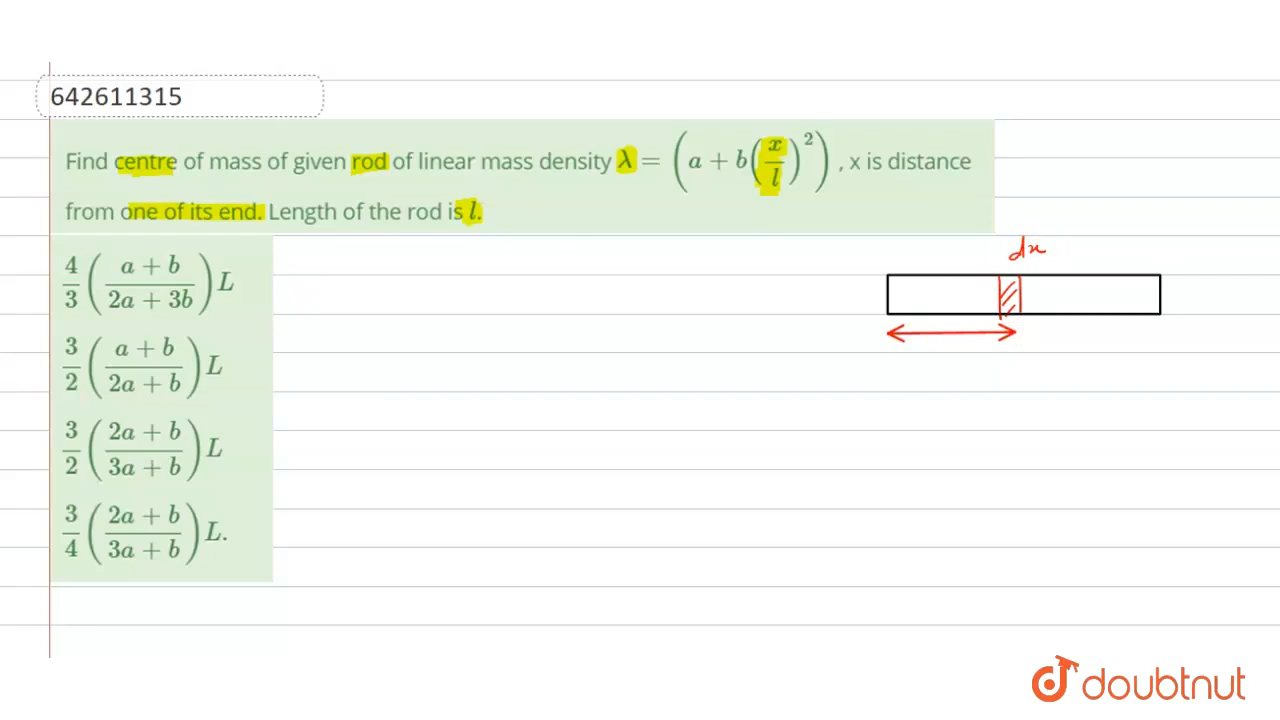 642611315
Find centre of mass of given rod of linear mass density λ = (a + b(x/l)²) , x is distance
from one of its end. Length of the rod is l.
4/3 ((a + b)/(2a + 3b)) L
3/2 ((a + b)/(2a + b)) L
3/2 ((2a + b)/(3a + b)) L
3/4 ((2a + b)/(3a + b)) L.
dx
doubtnut